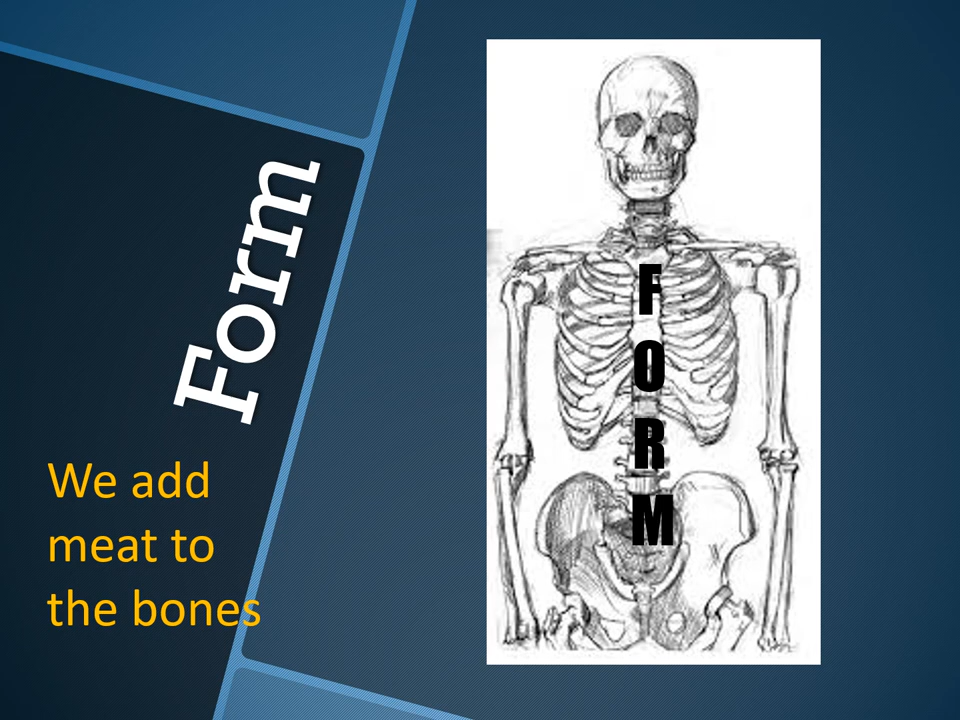 Form
We add
meat to
the bones
F
O
R
M